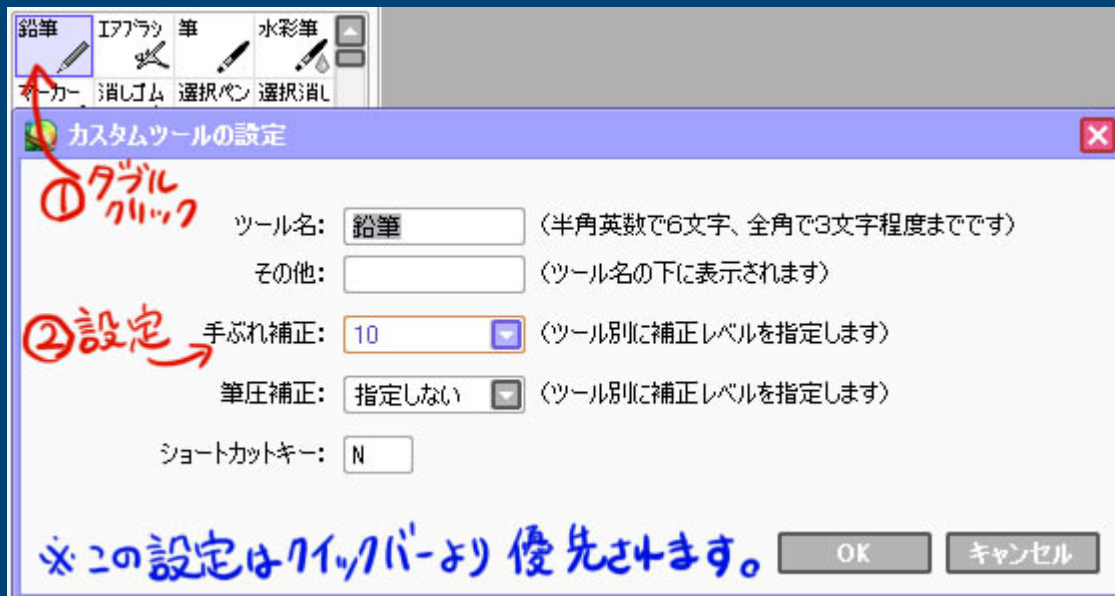 鉛筆 エアブラシ 筆 水彩筆
マーカー 消しゴム 選択ペン 選択消し
カスタムツールの設定
①ダブル
クリック
ツール名: 鉛筆 (半角英数で6文字、全角で3文字程度までです)
その他: (ツール名の下に表示されます)
②設定 手ぶれ補正: 10 (ツール別に補正レベルを指定します)
筆圧補正: 指定しない (ツール別に補正レベルを指定します)
ショートカットキー: N
※この設定はクイックバーより優先されます。 OK キャンセル